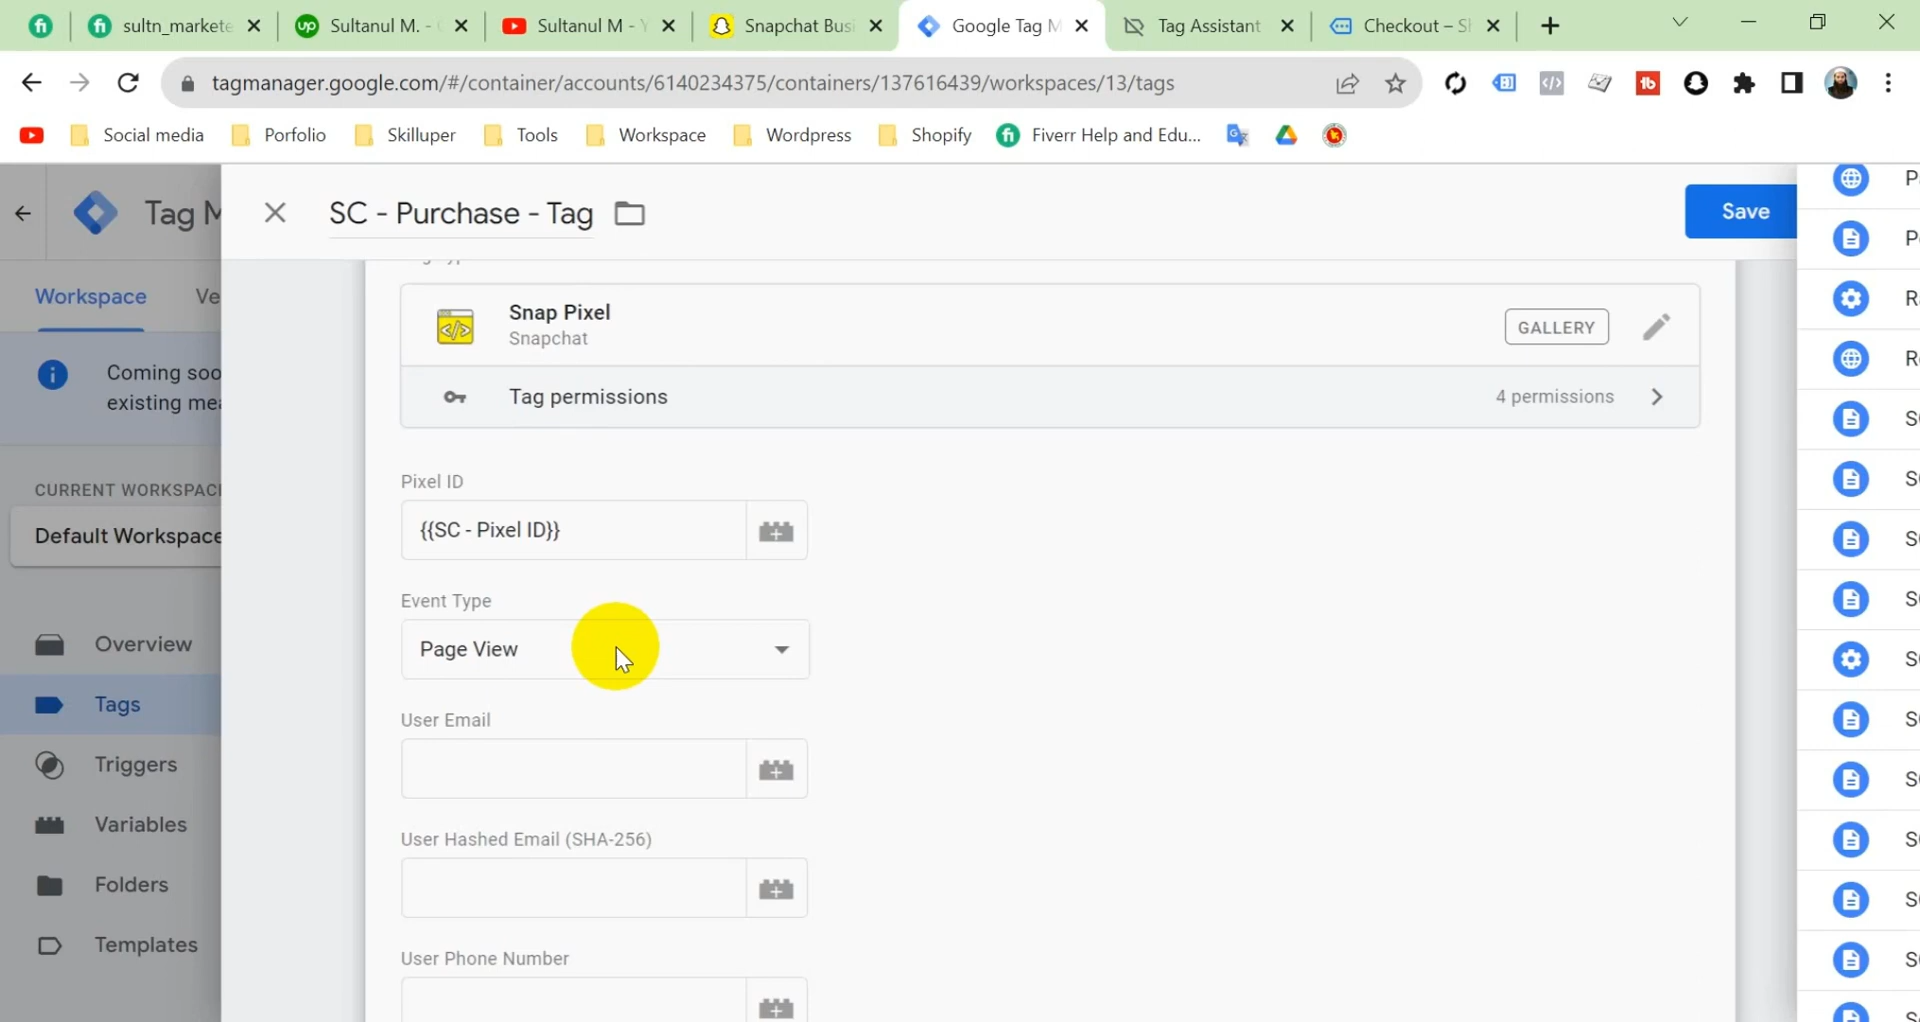 sultn_markete
Sultanul M. -
Sultanul M - Y
Snapchat Busi
Google Tag M
Tag Assistant
Checkout – Sh
tagmanager.google.com/#/container/accounts/6140234375/containers/137616439/workspaces/13/tags
Social media
Porfolio
Skilluper
Tools
Workspace
Wordpress
Shopify
Fiverr Help and Edu...
Tag M
SC - Purchase - Tag
Save
Workspace
Ve
Coming soo
existing mea
CURRENT WORKSPAC
Default Workspace
Overview
Tags
Triggers
Variables
Folders
Templates
Snap Pixel
Snapchat
GALLERY
Tag permissions
4 permissions
Pixel ID
{{SC - Pixel ID}}
Event Type
Page View
User Email
User Hashed Email (SHA-256)
User Phone Number